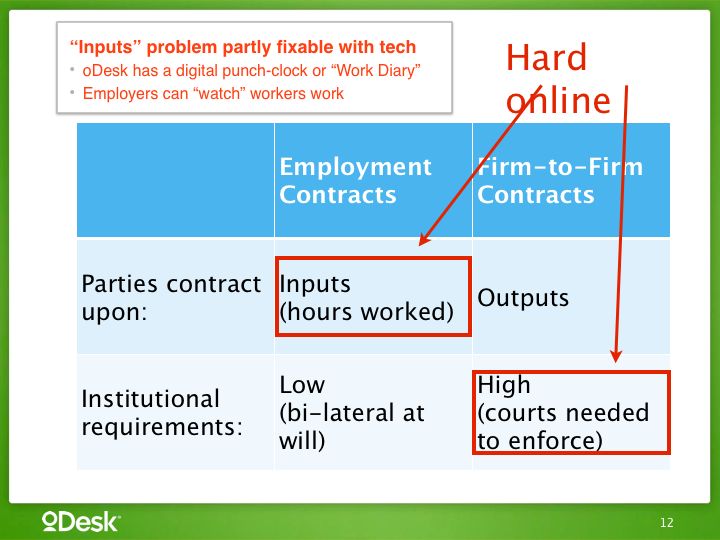 “Inputs” problem partly fixable with tech
• oDesk has a digital punch-clock or “Work Diary”
• Employers can “watch” workers work
Hard
online
Employment
Contracts
Firm-to-Firm
Contracts
Parties contract
upon:
Inputs
(hours worked)
Outputs
Institutional
requirements:
Low
(bi-lateral at
will)
High
(courts needed
to enforce)
oDesk
12